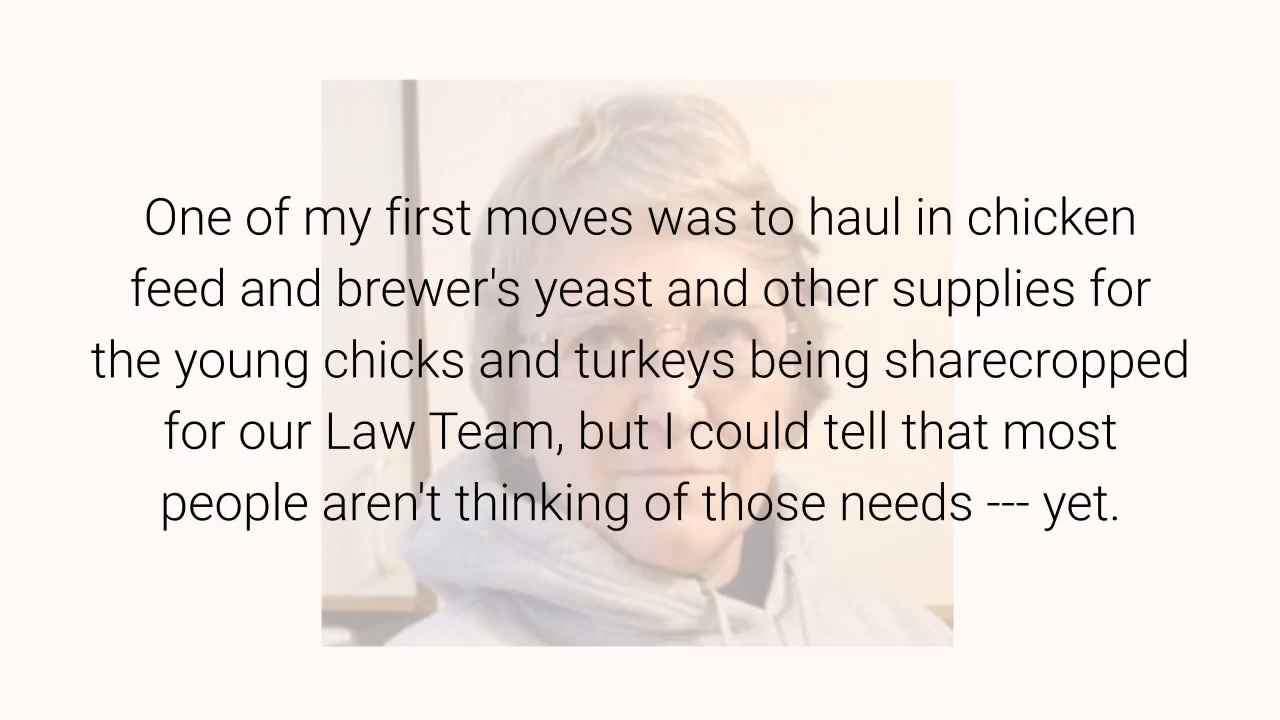 One of my first moves was to haul in chicken
feed and brewer's yeast and other supplies for
the young chicks and turkeys being sharecropped
for our Law Team, but I could tell that most
people aren't thinking of those needs --- yet.